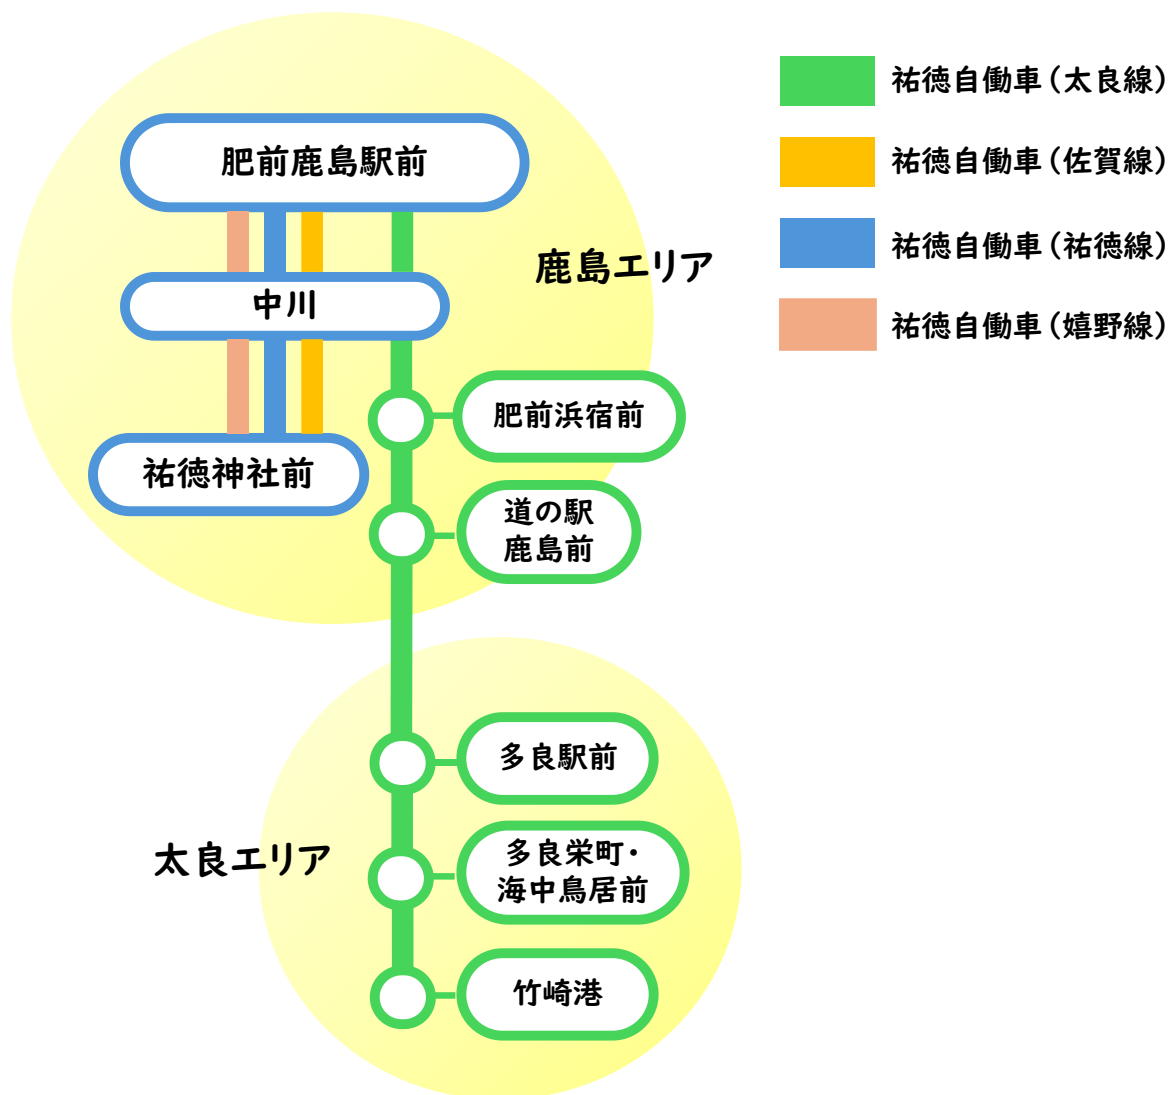 肥前鹿島駅前
中川
祐徳神社前
鹿島エリア
肥前浜宿前
道の駅
鹿島前
多良駅前
太良エリア
多良栄町・
海中鳥居前
竹崎港
祐徳自働車（太良線）
祐徳自働車（佐賀線）
祐徳自働車（祐徳線）
祐徳自働車（嬉野線）